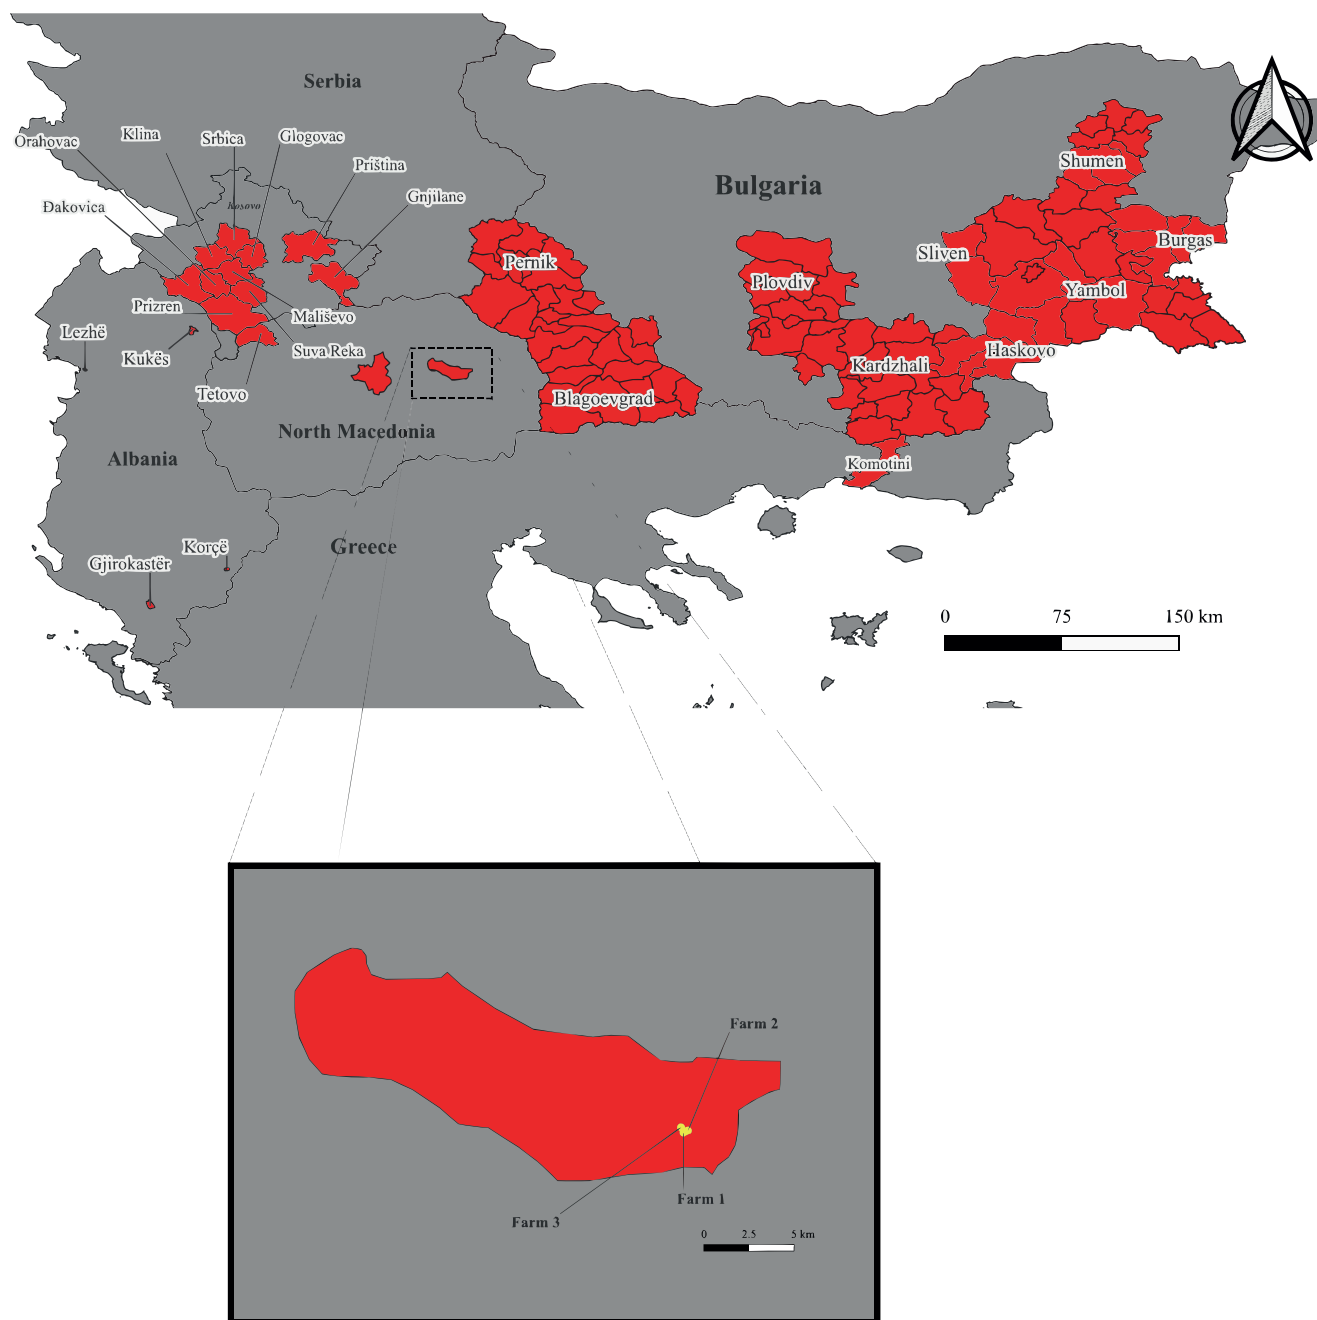 Serbia
Orahovac
Klina
Srbica
Glogovac
Priština
Gnjilane
Đakovica
Kosovo
Bulgaria
Shumen
Burgas
Sliven
Pernik
Plovdiv
Yambol
Prizren
Mališevo
Lezhë
Kukës
Suva Reka
Haskovo
Kardzhali
Tetovo
Blagoevgrad
North Macedonia
Albania
Komotini
Greece
Korçë
Gjirokastër
0 75 150 km
Farm 2
Farm 1
Farm 3
0 2.5 5 km